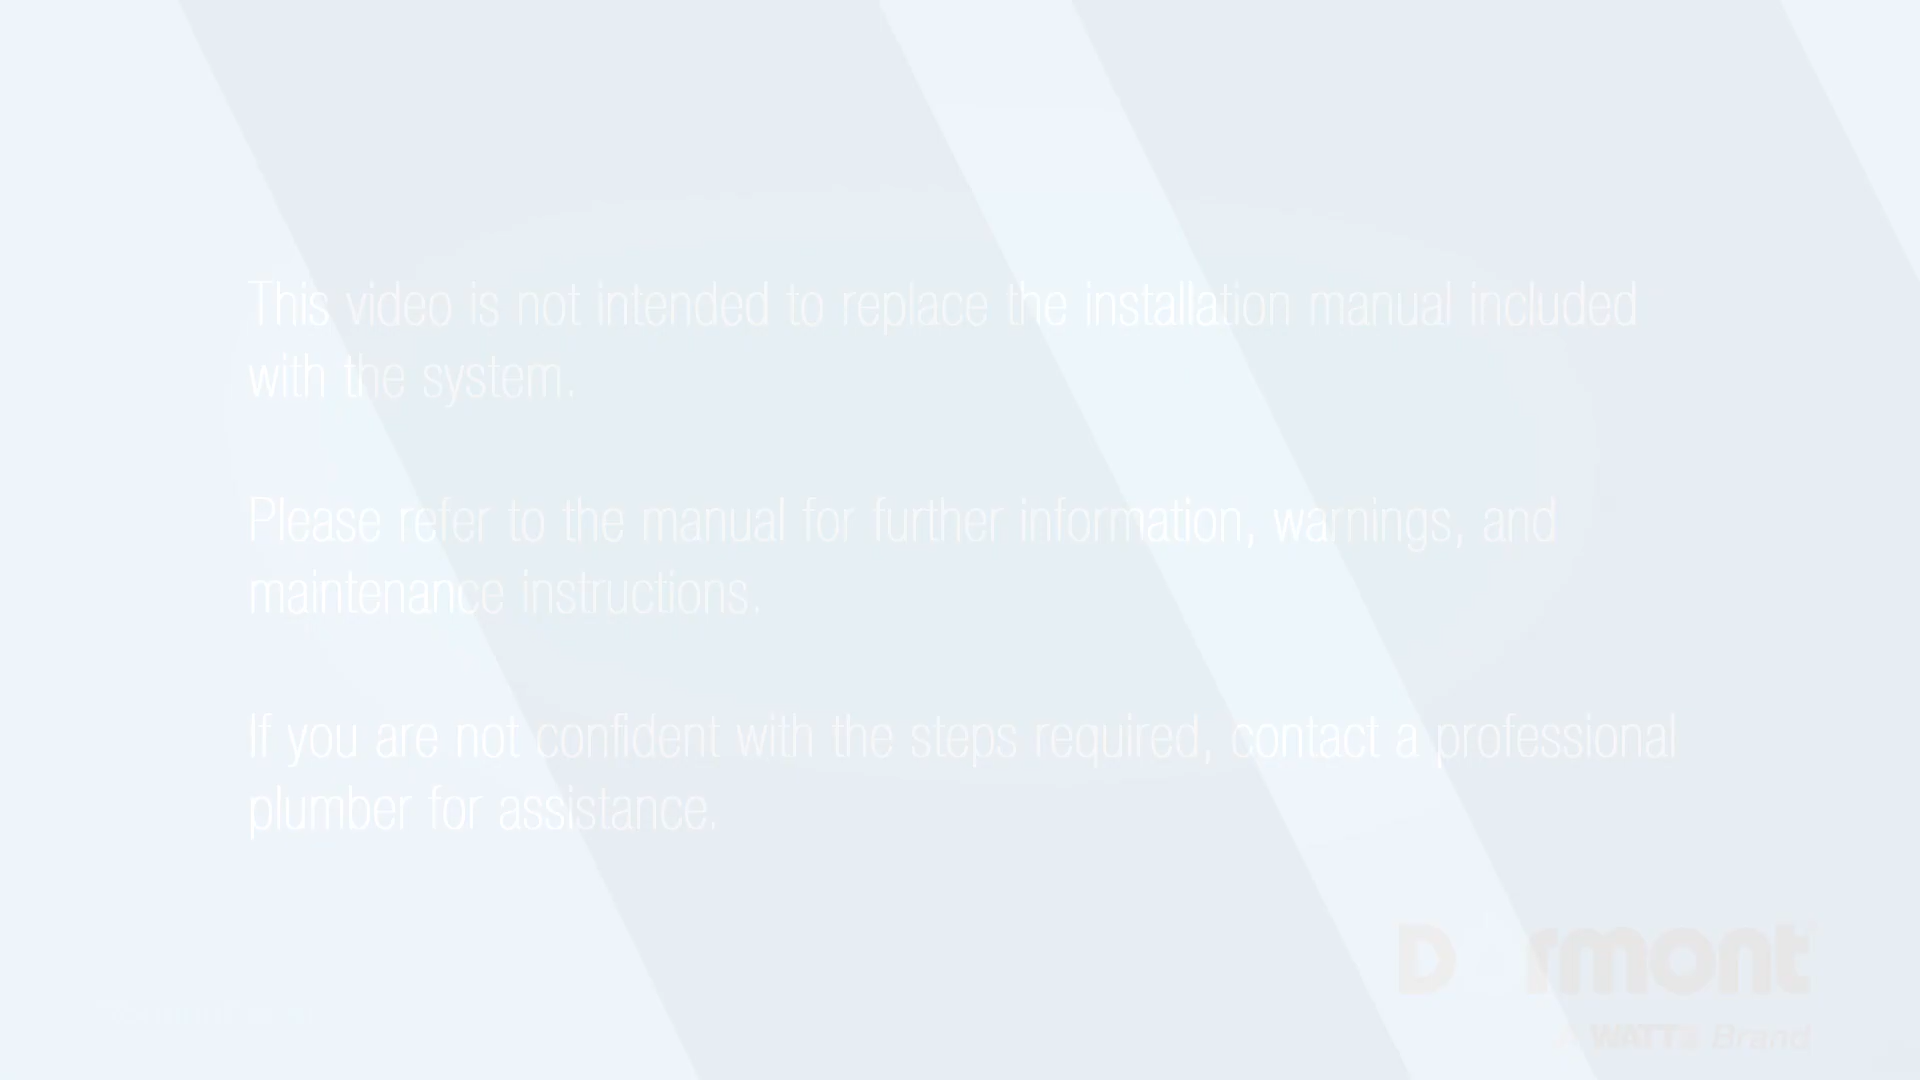 This video is not intended to replace the installation manual included
with the system.
Please refer to the manual for further information, warnings, and
maintenance instructions.
If you are not confident with the steps required, contact a professional
plumber for assistance.
Dormont
A WATTS Brand